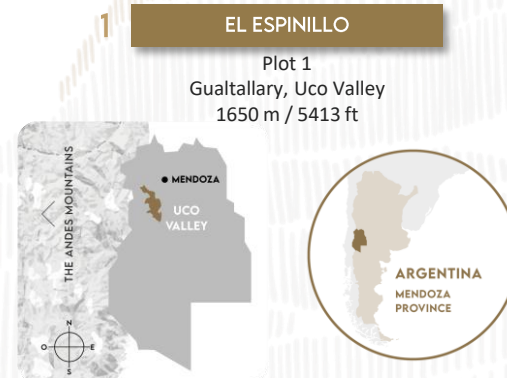 1
EL ESPINILLO
Plot 1
Gualtallary, Uco Valley
1650 m / 5413 ft
THE ANDES MOUNTAINS
MENDOZA
UCO
VALLEY
N
O
E
S
ARGENTINA
MENDOZA
PROVINCE